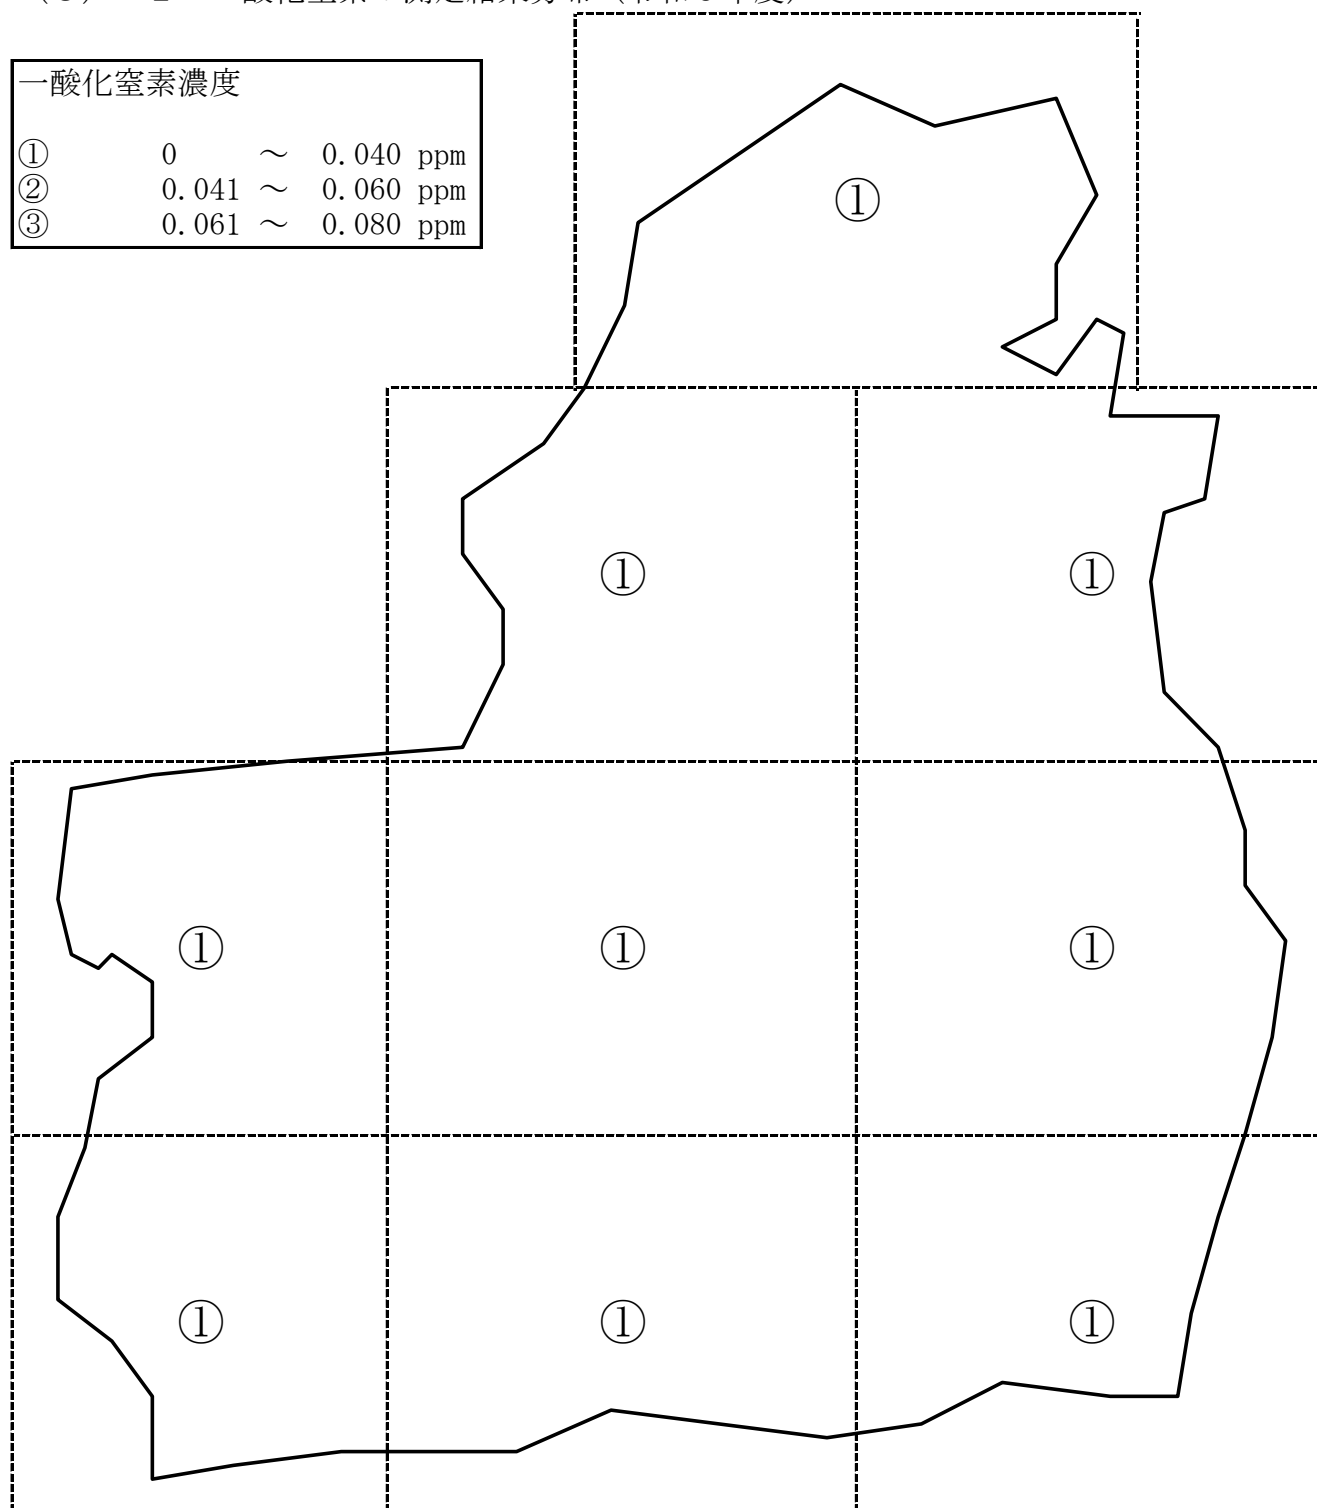 一酸化窒素濃度
① 0 ～ 0.040 ppm
② 0.041 ～ 0.060 ppm
③ 0.061 ～ 0.080 ppm
①
① ①
① ① ①
① ① ①